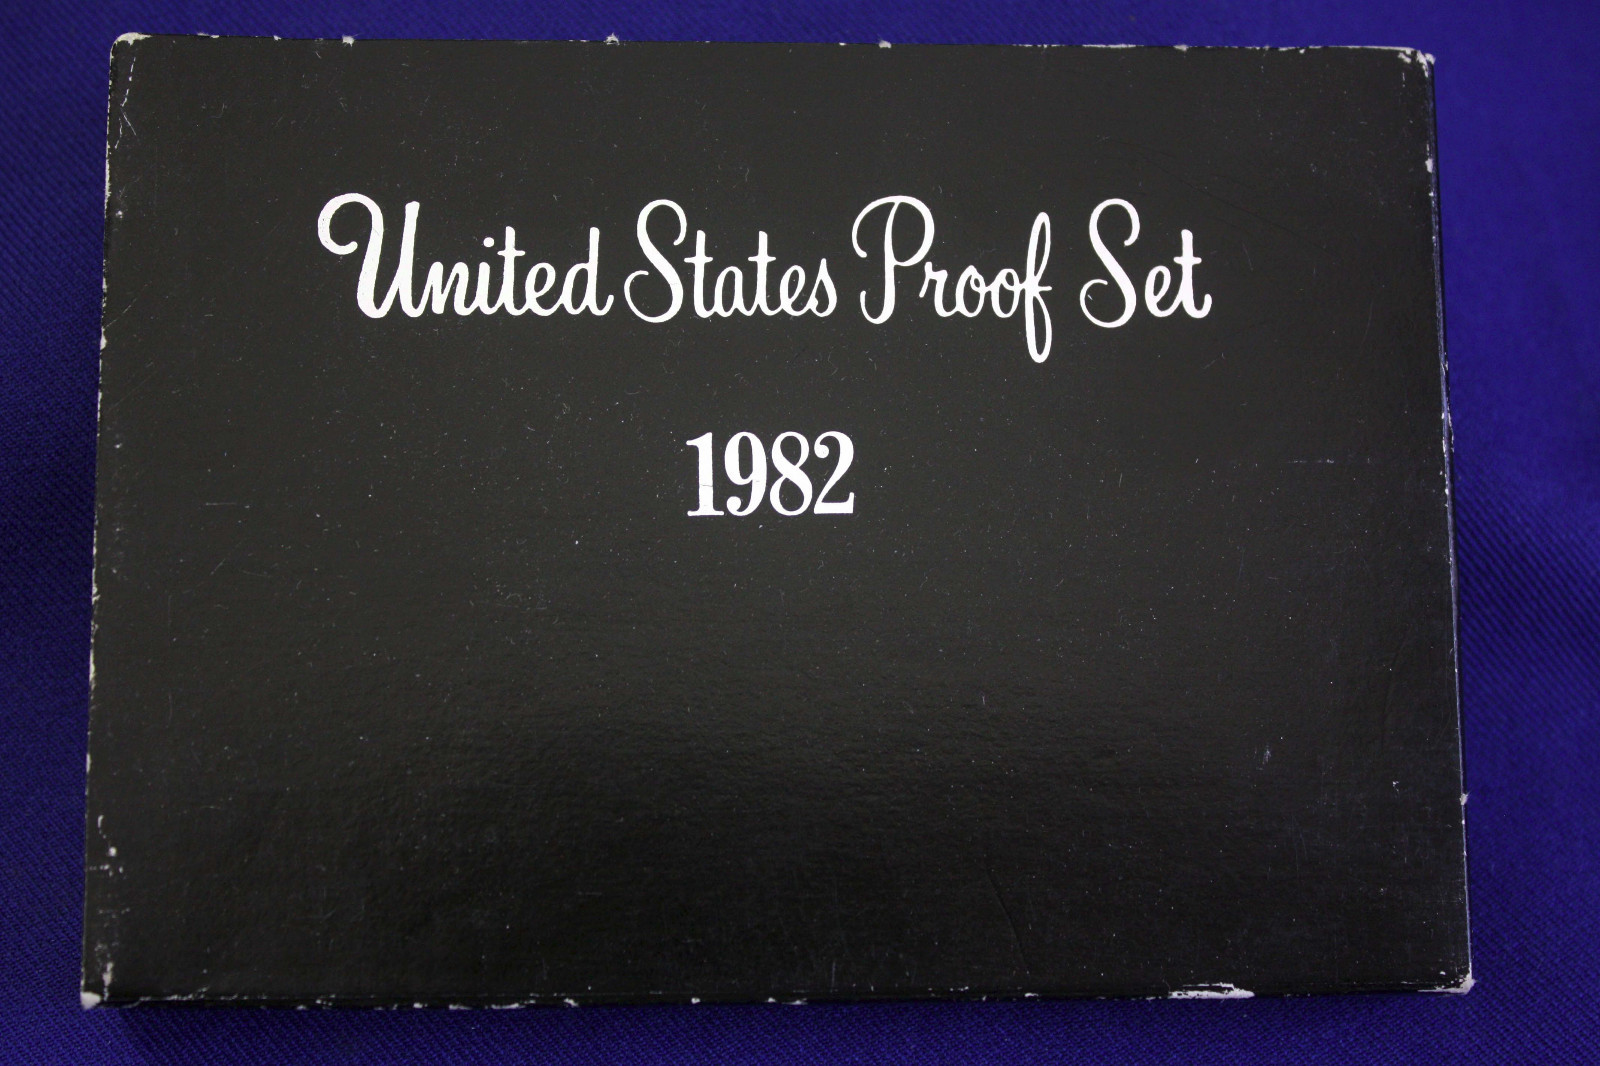 United States Proof Set
1982